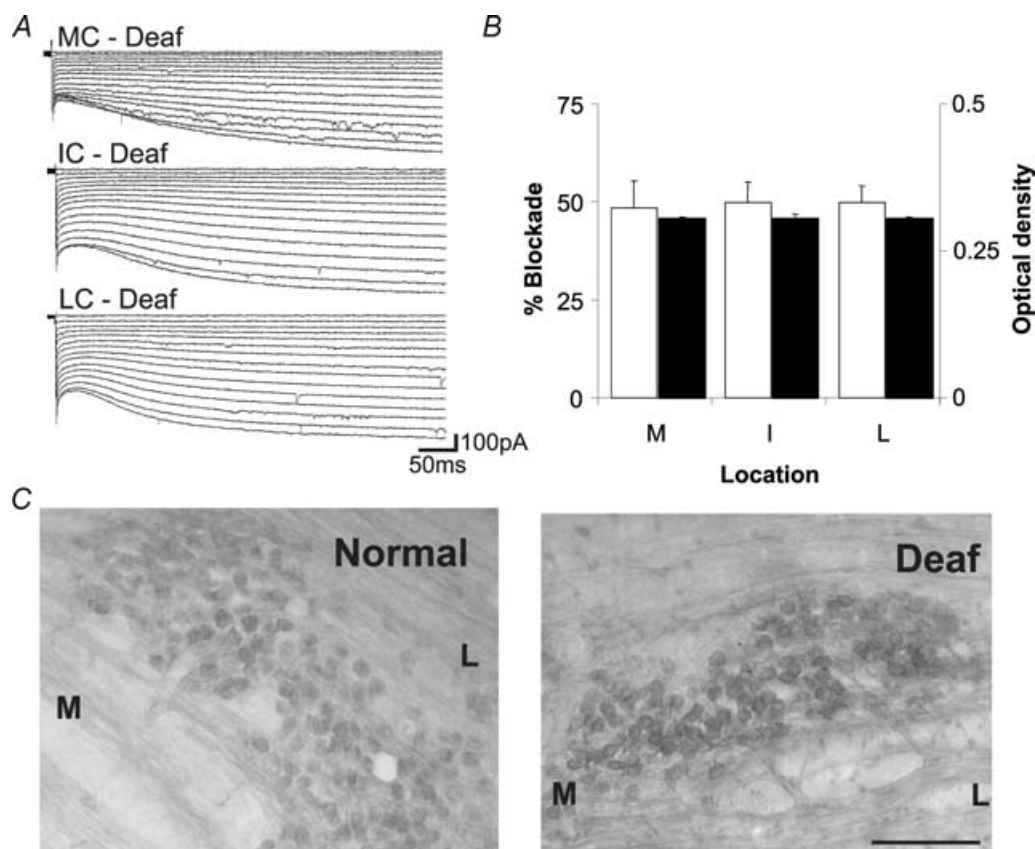 A
MC - Deaf
IC - Deaf
LC - Deaf
100pA
50ms
B
75
50
25
0
% Blockade
0.5
0.25
0
Optical density
M I L
Location
C
Normal
M
L
Deaf
M
L